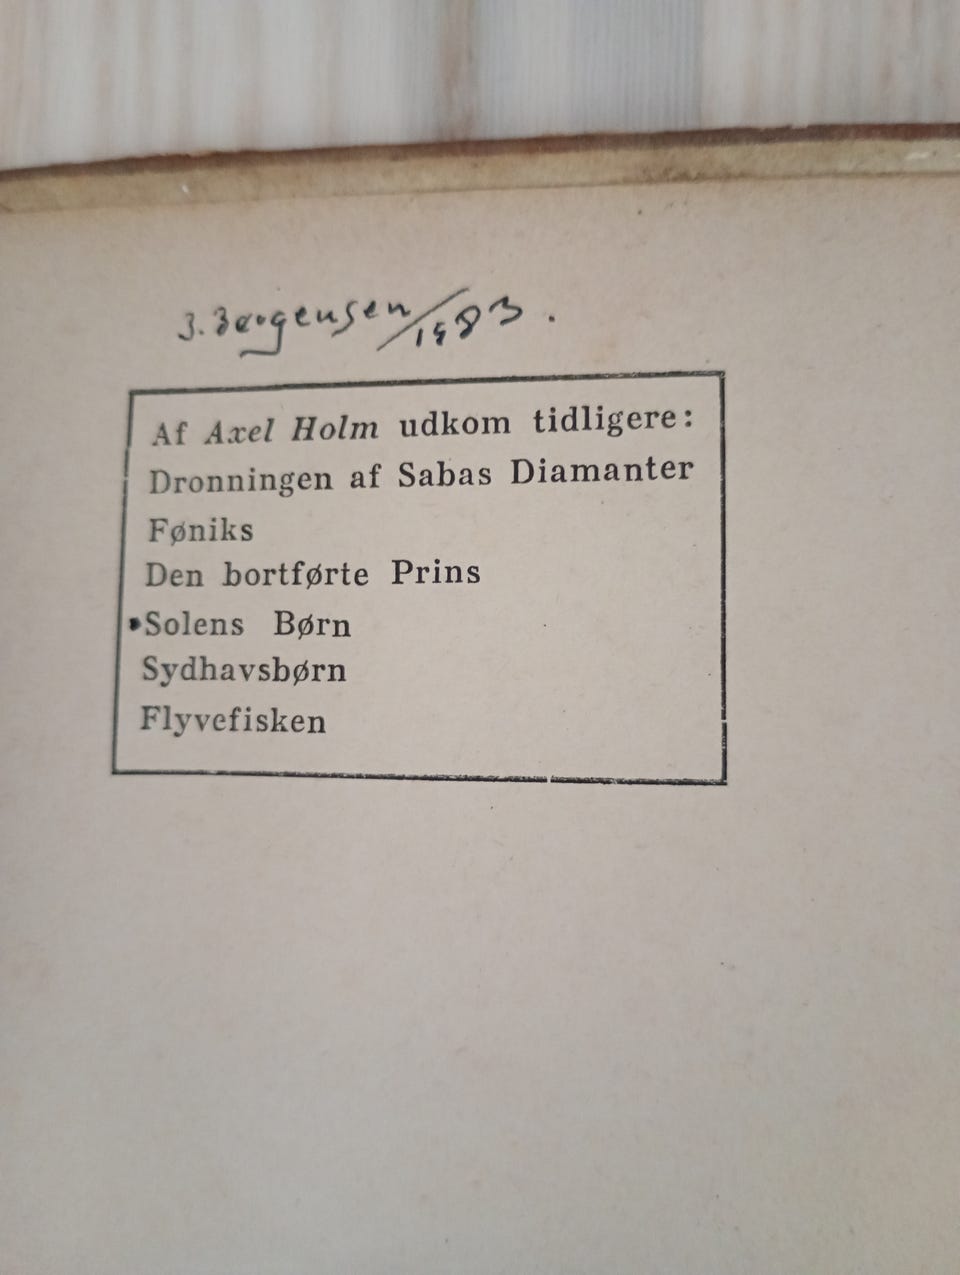 J. Jørgensen/1983.
Af Axel Holm udkom tidligere:
Dronningen af Sabas Diamanter
Føniks
Den bortførte Prins
Solens Børn
Sydhavsbørn
Flyvefisken